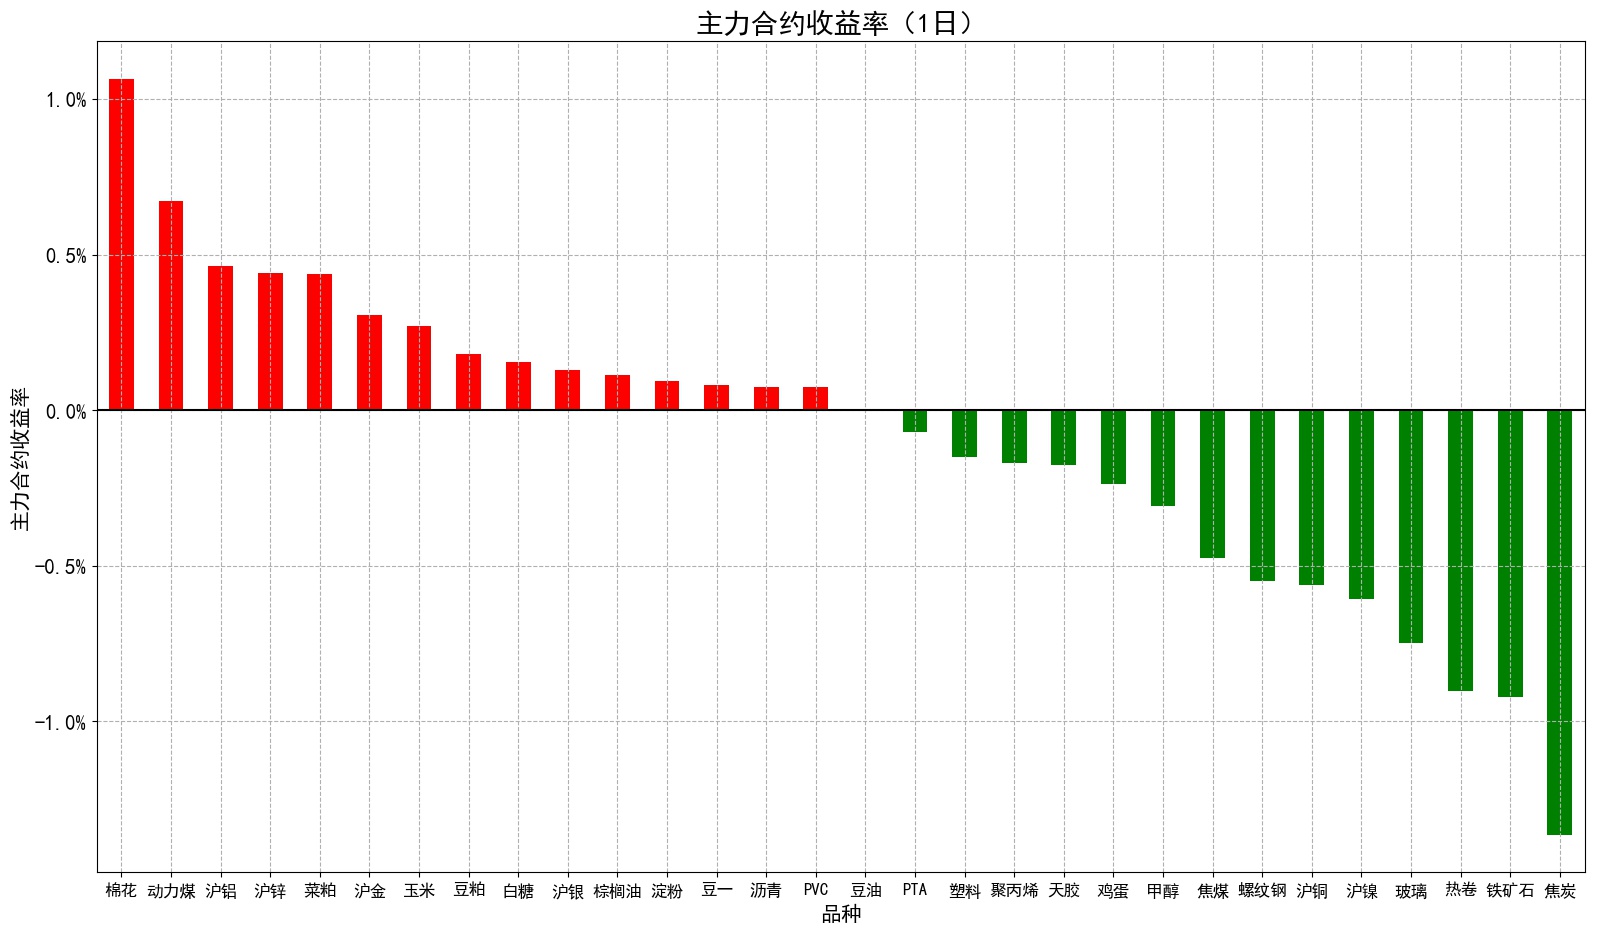 主力合约收益率（1日）
主力合约收益率
1.0%
0.5%
0.0%
-0.5%
-1.0%
棉花 动力煤 沪铝 沪锌 菜粕 沪金 玉米 豆粕 白糖 沪银 棕榈油 淀粉 豆一 沥青 PVC 豆油 PTA 塑料 聚丙烯 天胶 鸡蛋 甲醇 焦煤 螺纹钢 沪铜 沪镍 玻璃 热卷 铁矿石 焦炭
品种